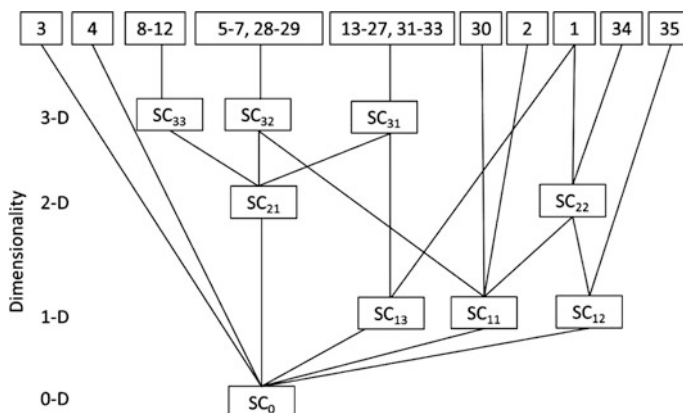 3 4 8-12 5-7, 28-29 13-27, 31-33 30 2 1 34 35
3-D SC33 SC32 SC31
2-D SC21 SC22
Dimensionality
1-D SC13 SC11 SC12
0-D SC0